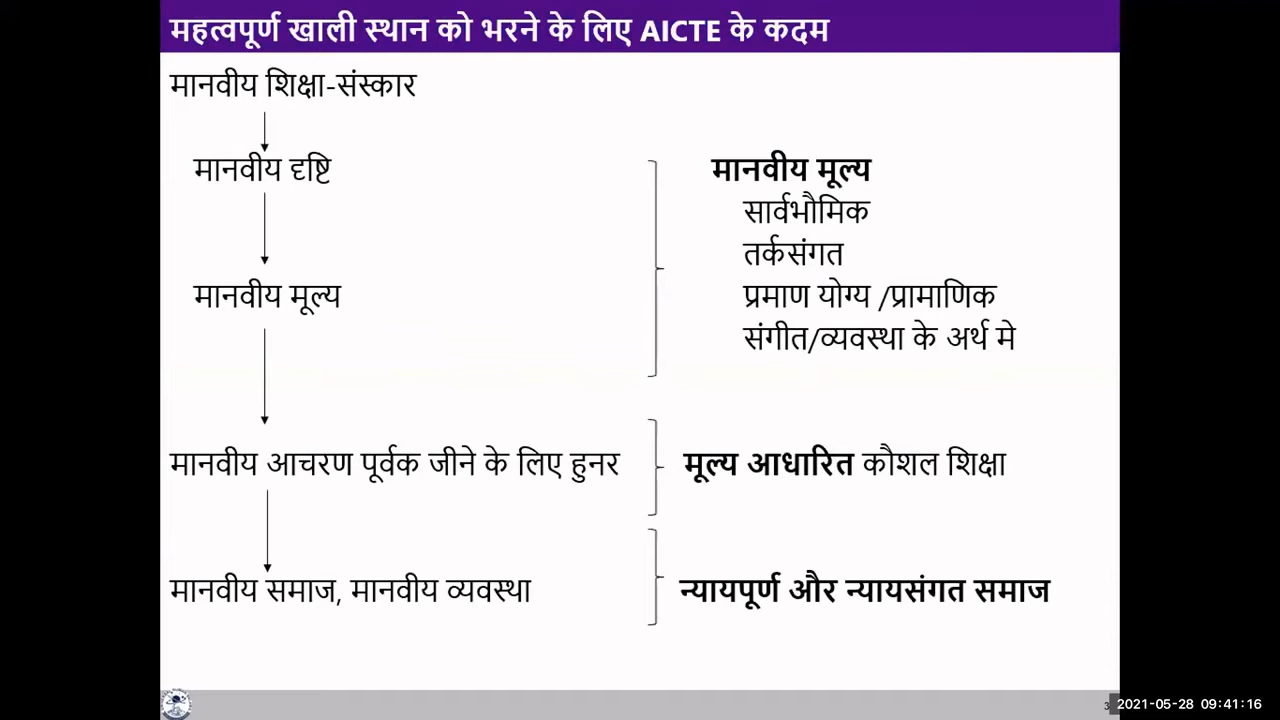 महत्वपूर्ण खाली स्थान को भरने के लिए AICTE के कदम
मानवीय शिक्षा-संस्कार
मानवीय दृष्टि
मानवीय मूल्य
सार्वभौमिक
तर्कसंगत
मानवीय मूल्य
प्रमाण योग्य /प्रामाणिक
संगीत/व्यवस्था के अर्थ मे
मानवीय आचरण पूर्वक जीने के लिए हुनर
मूल्य आधारित कौशल शिक्षा
मानवीय समाज, मानवीय व्यवस्था
न्यायपूर्ण और न्यायसंगत समाज
3
2021-05-28 09:41:16